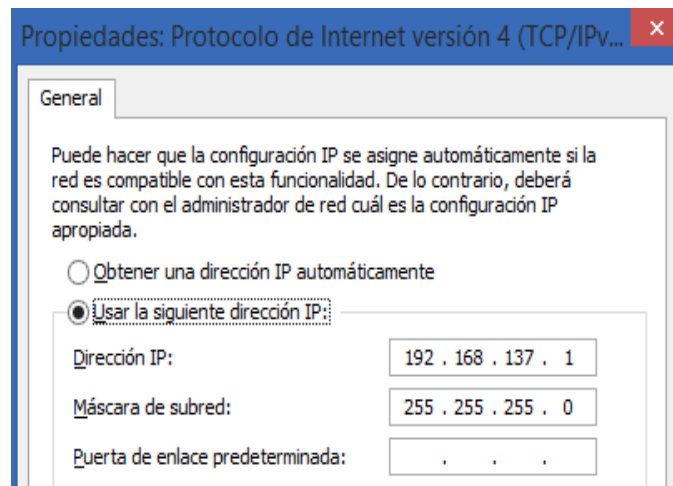 Propiedades: Protocolo de Internet versión 4 (TCP/IPv...
General
Puede hacer que la configuración IP se asigne automáticamente si la
red es compatible con esta funcionalidad. De lo contrario, deberá
consultar con el administrador de red cuál es la configuración IP
apropiada.
Obtener una dirección IP automáticamente
Usar la siguiente dirección IP:
Dirección IP: 192 . 168 . 137 . 1
Máscara de subred: 255 . 255 . 255 . 0
Puerta de enlace predeterminada: . . .